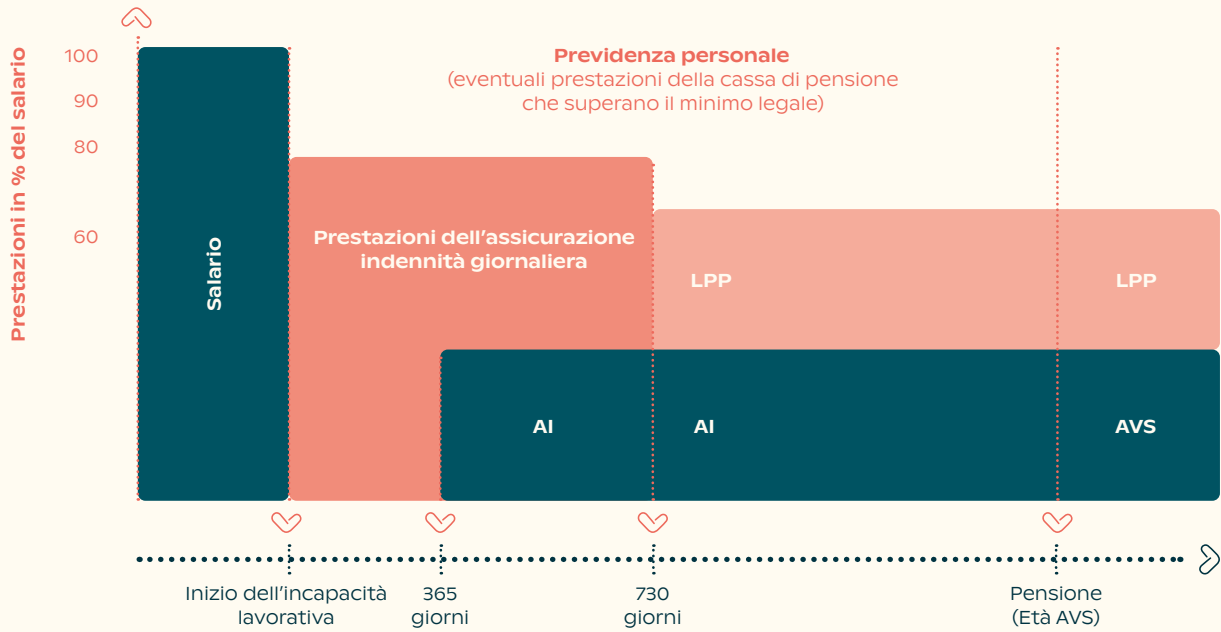 Prestazioni in % del salario
100
90
80
60
Previdenza personale
(eventuali prestazioni della cassa di pensione
che superano il minimo legale)
Salario
Prestazioni dell’assicurazione
indennità giornaliera
LPP
LPP
AI
AI
AVS
Inizio dell’incapacità
lavorativa
365
giorni
730
giorni
Pensione
(Età AVS)